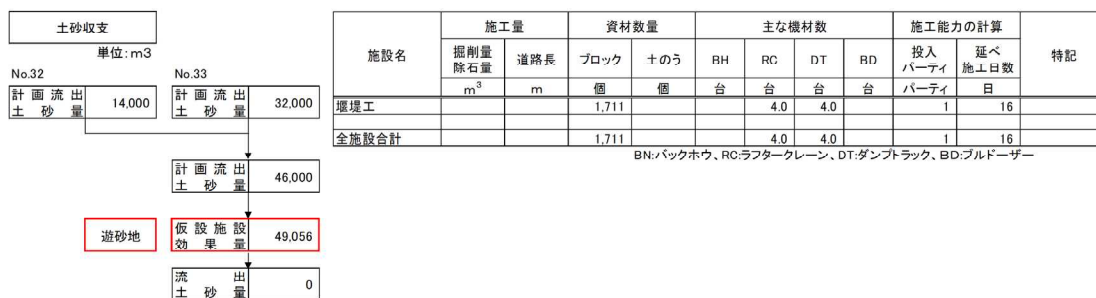 土砂収支
単位:m3
No.32
No.33
計画流出
土砂量
14,000
計画流出
土砂量
32,000
計画流出
土砂量
46,000
遊砂地
仮設施設
効果量
49,056
流出
土砂量
0
施設名 施工量 資材数量 主な機材数 施工能力の計算 特記
掘削量
除石量
道路長 ブロック 土のう BH RC DT BD
投入
パーティ
延べ
施工日数
m³ m 個 個 台 台 台 台 パーティ 日
堰堤工 1,711 4.0 4.0 1 16
全施設合計 1,711 4.0 4.0 1 16
BN:バックホウ、RC:ラフタークレーン、DT:ダンプトラック、BD:ブルドーザー